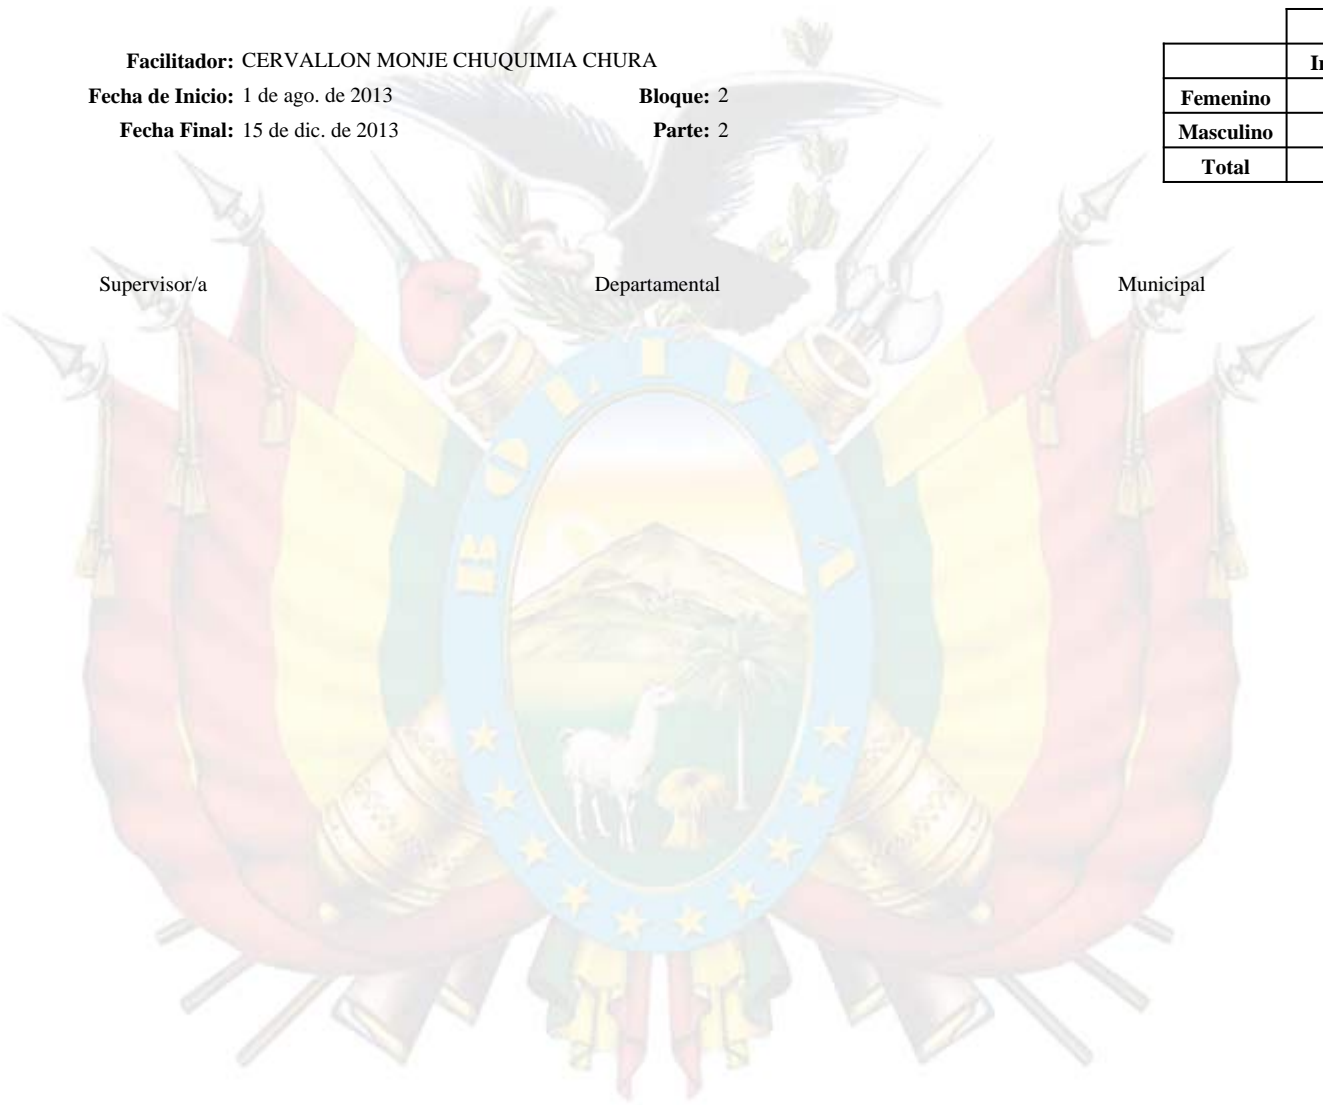 Facilitador: CERVALLON MONJE CHUQUIMIA CHURA
Fecha de Inicio: 1 de ago. de 2013 Bloque: 2
Fecha Final: 15 de dic. de 2013 Parte: 2
Femenino
Masculino
Total
Supervisor/a Departamental Municipal
BOLIVIA